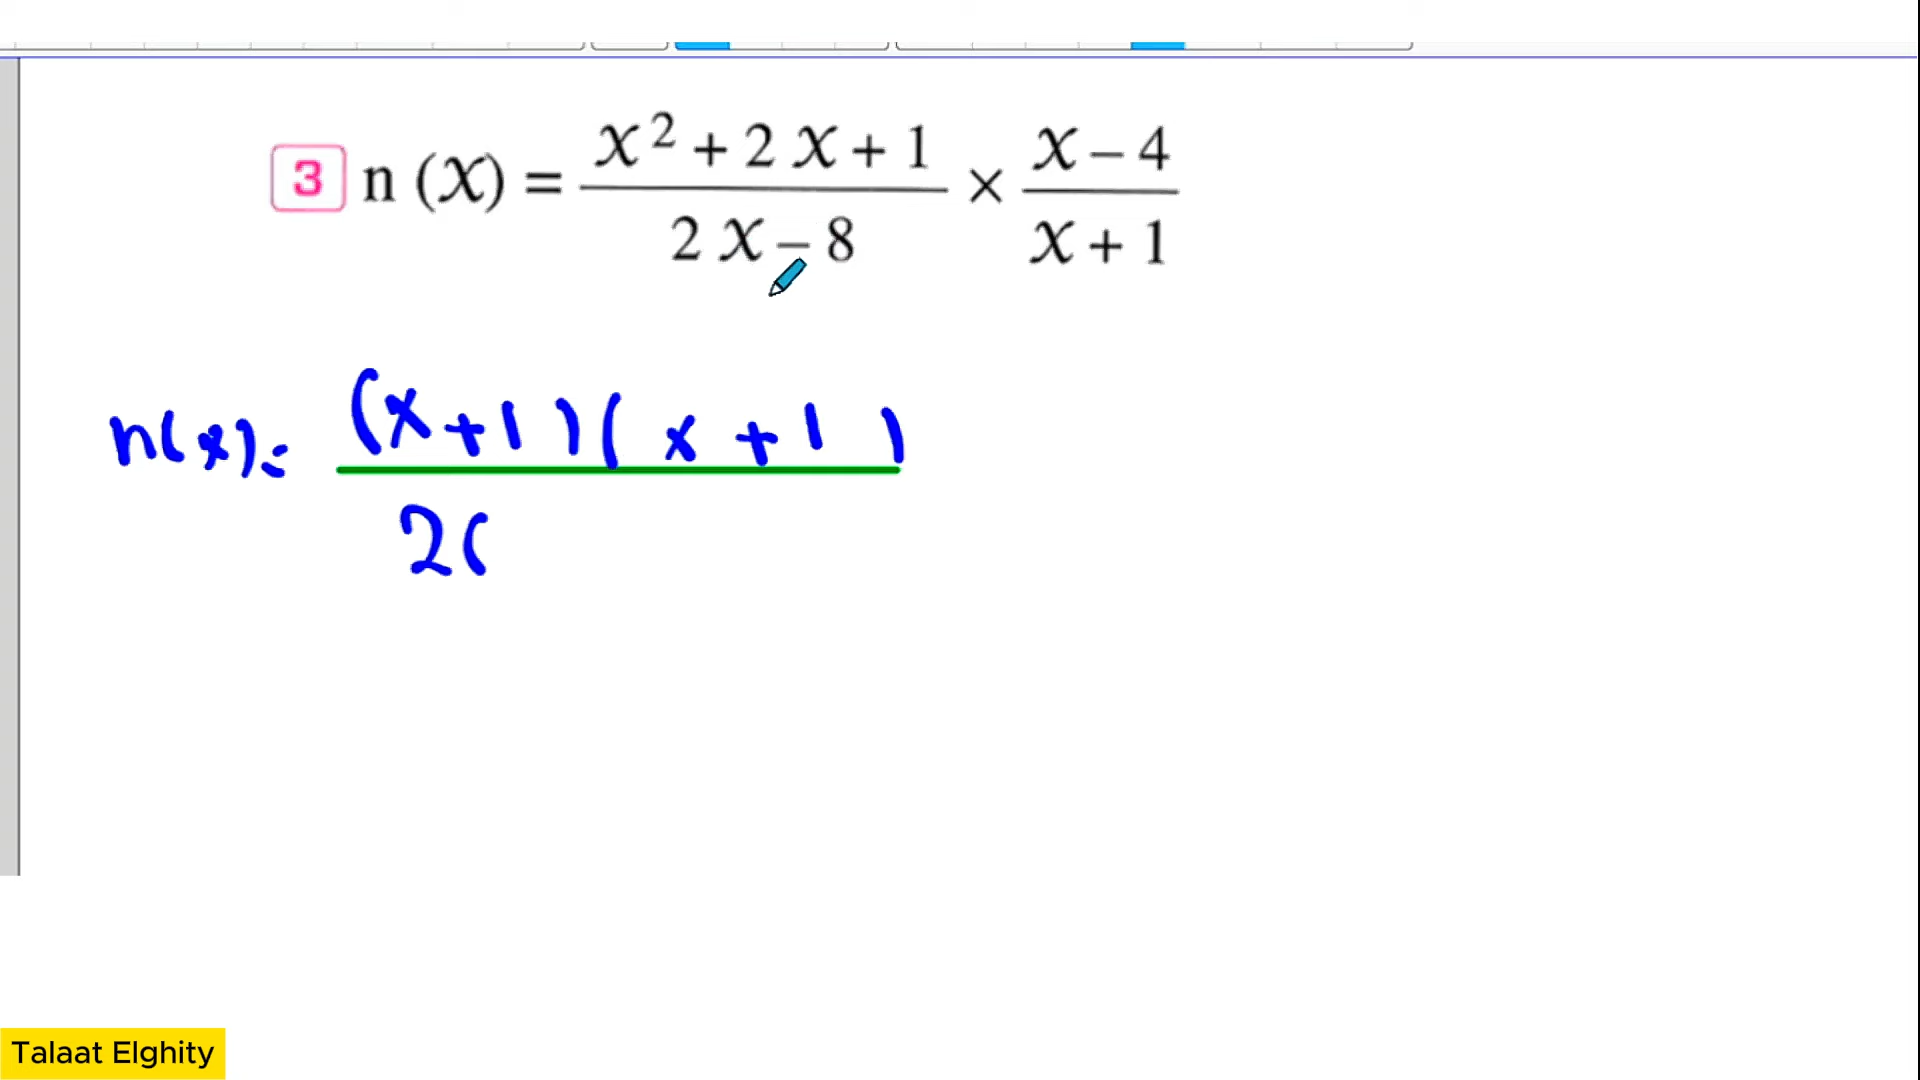 3 n (x) = x² + 2 x + 1 / 2 x – 8 × x – 4 / x + 1
n(x) = (x+1)(x+1) / 2(
Talaat Elghity